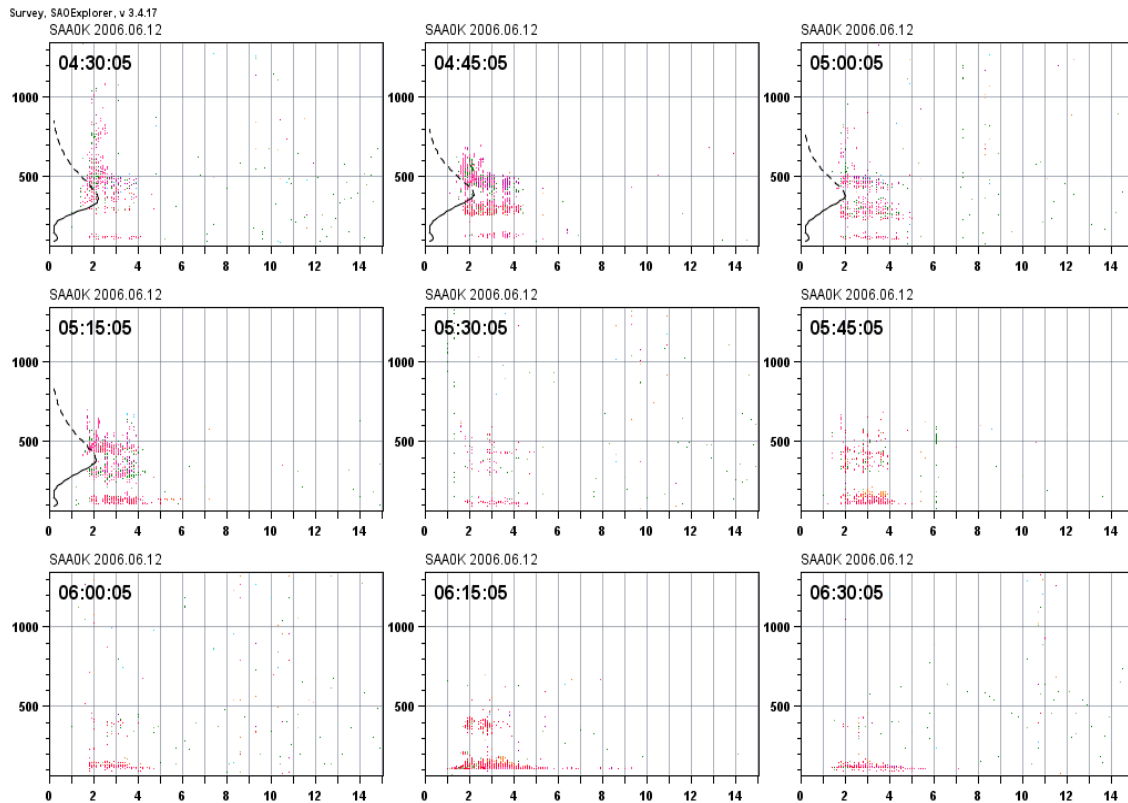 Survey, SAOExplorer, v 3.4.17
SAA0K 2006.06.12 SAA0K 2006.06.12 SAA0K 2006.06.12
04:30:05 04:45:05 05:00:05
1000 1000 1000
500 500 500
0 2 4 6 8 10 12 14 0 2 4 6 8 10 12 14 0 2 4 6 8 10 12 14
SAA0K 2006.06.12 SAA0K 2006.06.12 SAA0K 2006.06.12
05:15:05 05:30:05 05:45:05
1000 1000 1000
500 500 500
0 2 4 6 8 10 12 14 0 2 4 6 8 10 12 14 0 2 4 6 8 10 12 14
SAA0K 2006.06.12 SAA0K 2006.06.12 SAA0K 2006.06.12
06:00:05 06:15:05 06:30:05
1000 1000 1000
500 500 500
0 2 4 6 8 10 12 14 0 2 4 6 8 10 12 14 0 2 4 6 8 10 12 14